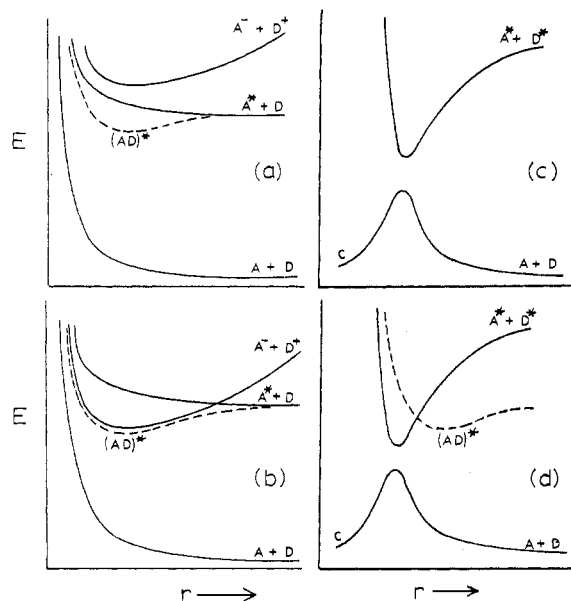 E
A⁻ + D⁺
A* + D
(AD)*
(a)
A + D
A* + D*
(c)
C
A + D
E
A⁻ + D⁺
A* + D
(AD)*
(b)
A + D
r →
A* + D*
(AD)*
(d)
C
A + B
r →